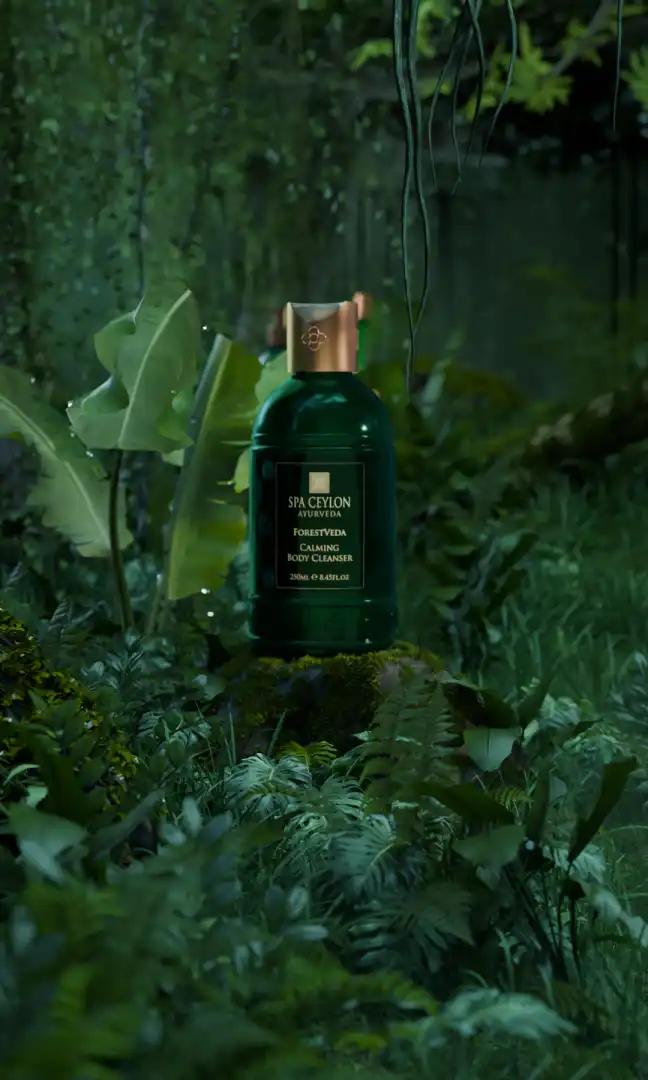 SPA CEYLON
AYURVEDA
FORESTVEDA
CALMING
BODY CLEANSER
250ML ℮ 8.45FL.OZ